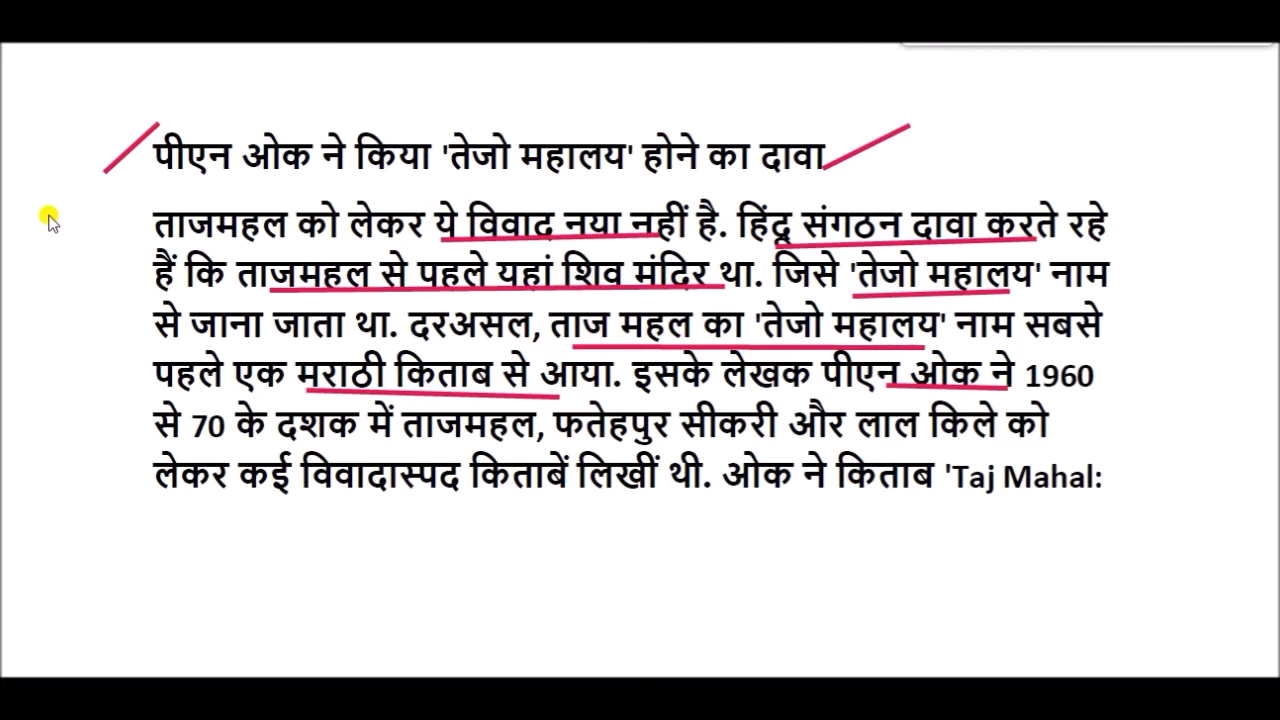 पीएन ओक ने किया 'तेजो महालय' होने का दावा
ताजमहल को लेकर ये विवाद नया नहीं है. हिंदू संगठन दावा करते रहे
हैं कि ताजमहल से पहले यहां शिव मंदिर था. जिसे 'तेजो महालय' नाम
से जाना जाता था. दरअसल, ताज महल का 'तेजो महालय' नाम सबसे
पहले एक मराठी किताब से आया. इसके लेखक पीएन ओक ने 1960
से 70 के दशक में ताजमहल, फतेहपुर सीकरी और लाल किले को
लेकर कई विवादास्पद किताबें लिखीं थी. ओक ने किताब 'Taj Mahal: